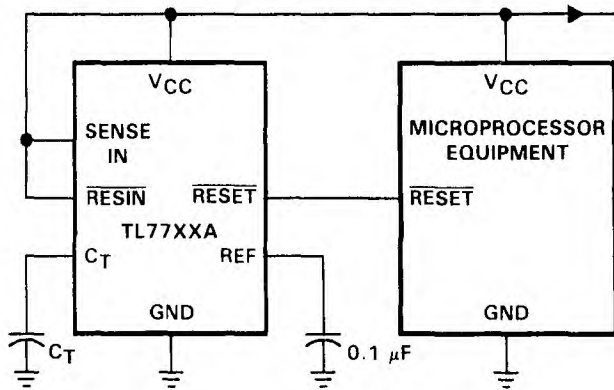 VCC
SENSE
IN
RESIN
RESET
TL77XXA
CT
REF
GND
CT
0.1 μF
VCC
MICROPROCESSOR
EQUIPMENT
RESET
GND